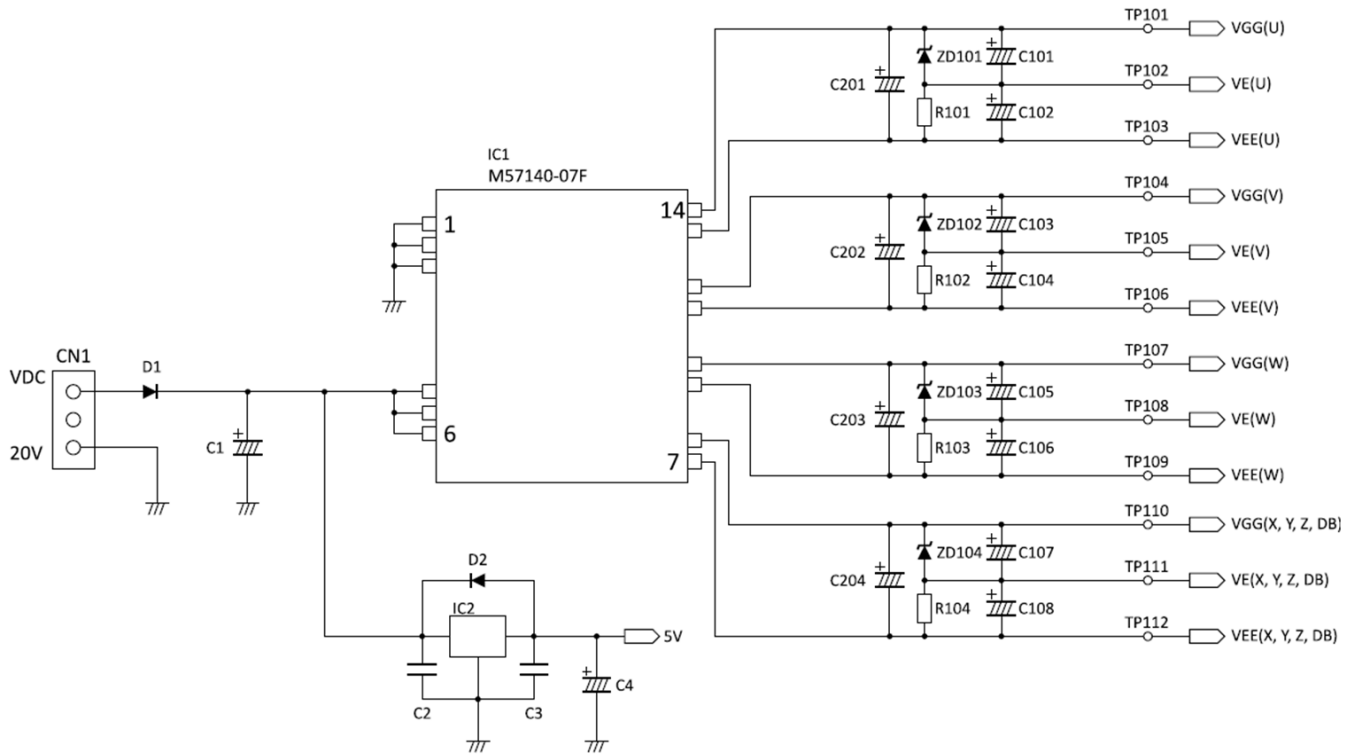 TP101
VGG(U)
ZD101
C101
C201
TP102
VE(U)
R101
C102
TP103
VEE(U)
IC1
M57140-07F
14
1
TP104
VGG(V)
ZD102
C103
C202
TP105
VE(V)
R102
C104
TP106
VEE(V)
CN1
VDC
D1
20V
C1
6
7
TP107
VGG(W)
ZD103
C105
C203
TP108
VE(W)
R103
C106
TP109
VEE(W)
TP110
VGG(X, Y, Z, DB)
ZD104
C107
C204
TP111
VE(X, Y, Z, DB)
R104
C108
TP112
VEE(X, Y, Z, DB)
D2
IC2
5V
C2
C3
C4